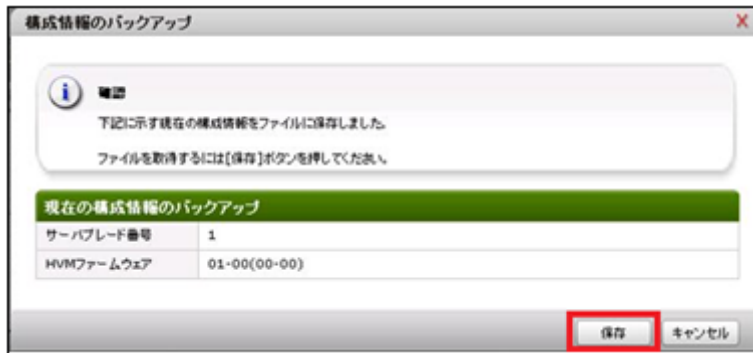 構成情報のバックアップ
X
i
確認
下記に示す現在の構成情報をファイルに保存しました。
ファイルを取得するには[保存]ボタンを押してください。
現在の構成情報のバックアップ
サーバブレード番号 1
HVMファームウェア 01-00(00-00)
保存 キャンセル